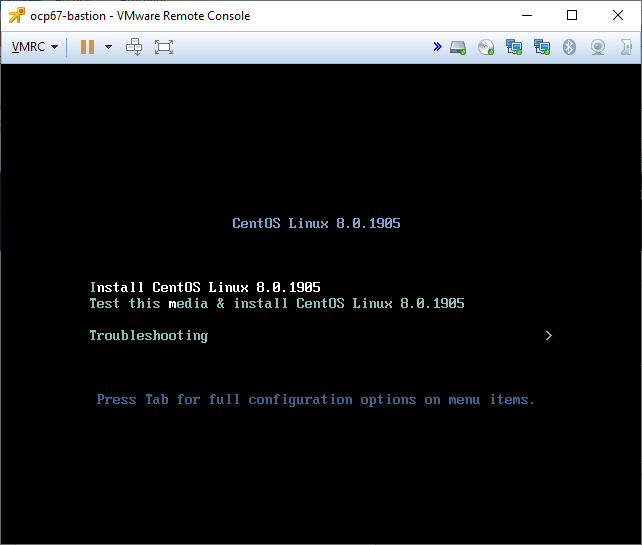 ocp67-bastion - VMware Remote Console
VMRC
CentOS Linux 8.0.1905
Install CentOS Linux 8.0.1905
Test this media & install CentOS Linux 8.0.1905
Troubleshooting >
Press Tab for full configuration options on menu items.